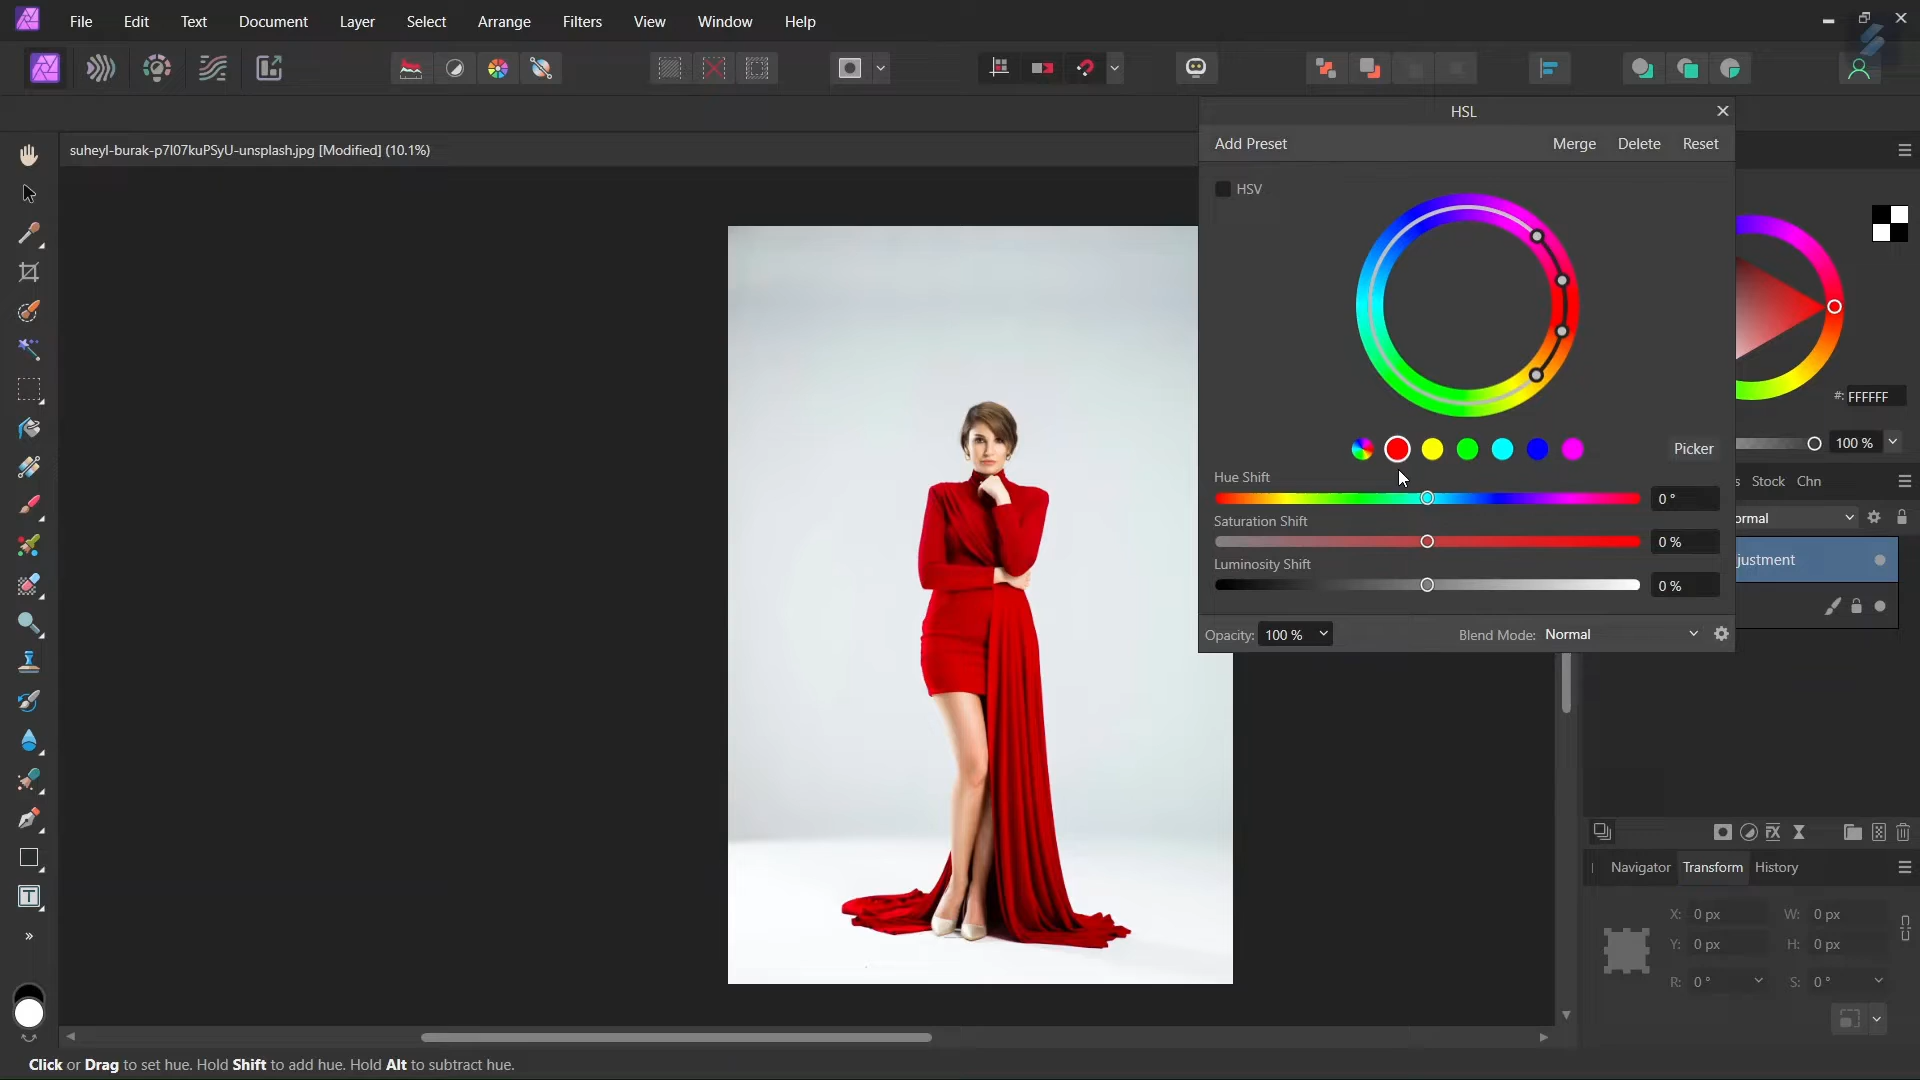 File Edit Text Document Layer Select Arrange Filters View Window Help
HSL
Add Preset Merge Delete Reset
suheyl-burak-p7I07kuPSyU-unsplash.jpg [Modified] (10.1%)
HSV
#: FFFFFF
Picker
100 %
Hue Shift
0 °
s Stock Chn
Saturation Shift
0 %
ormal
Luminosity Shift
0 %
justment
Opacity: 100 % Blend Mode: Normal
Navigator Transform History
X: 0 px W: 0 px
Y: 0 px H: 0 px
R: 0 ° S: 0 °
Click or Drag to set hue. Hold Shift to add hue. Hold Alt to subtract hue.